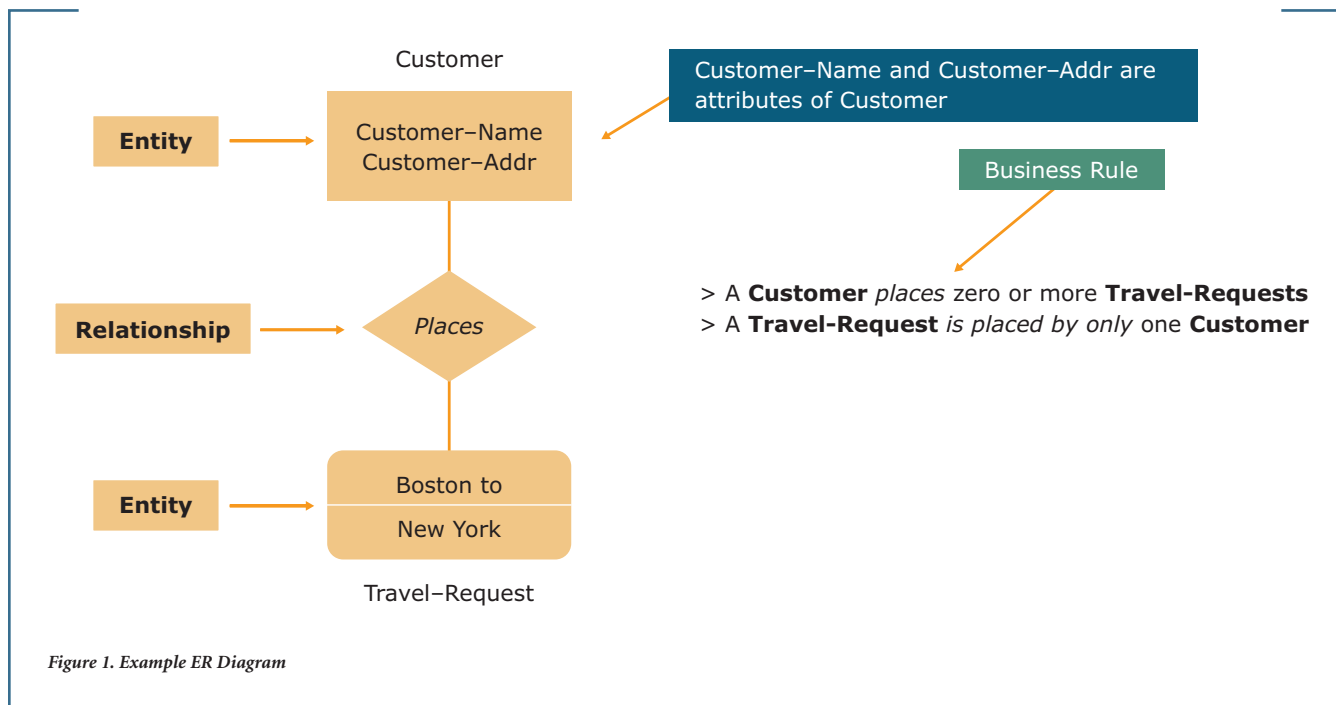 Customer
Customer–Name and Customer–Addr are
attributes of Customer
Entity
Customer–Name
Customer–Addr
Business Rule
> A Customer places zero or more Travel-Requests
> A Travel-Request is placed by only one Customer
Relationship
Places
Entity
Boston to
New York
Travel–Request
Figure 1. Example ER Diagram